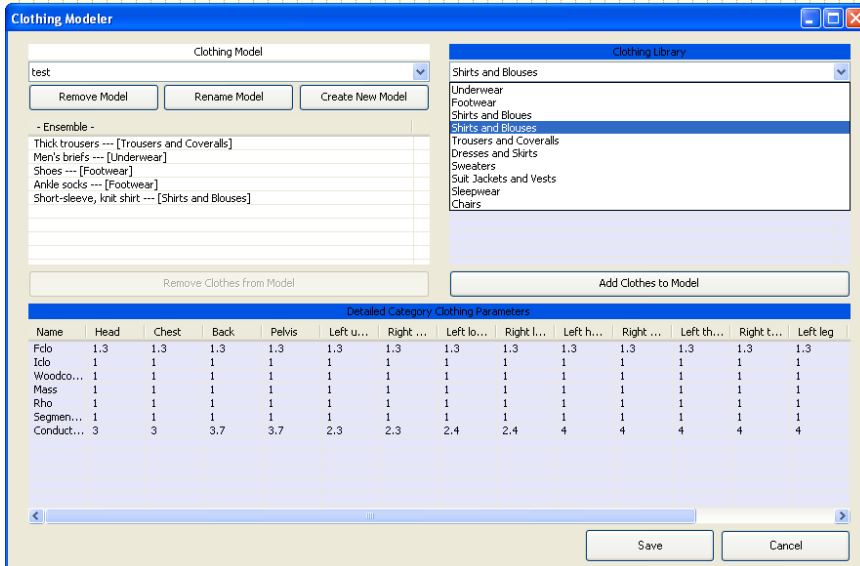 Clothing Modeler
Clothing Model
test
Remove Model Rename Model Create New Model
- Ensemble -
Thick trousers --- [Trousers and Coveralls]
Men's briefs --- [Underwear]
Shoes --- [Footwear]
Ankle socks --- [Footwear]
Short-sleeve, knit shirt --- [Shirts and Blouses]
Remove Clothes from Model
Clothing Library
Shirts and Blouses
Underwear
Footwear
Shirts and Bloues
Shirts and Blouses
Trousers and Coveralls
Dresses and Skirts
Sweaters
Suit Jackets and Vests
Sleepwear
Chairs
Add Clothes to Model
Detailed Category Clothing Parameters
Name Head Chest Back Pelvis Left u... Right ... Left lo... Right l... Left h... Right ... Left th... Right t... Left leg
Fclo 1.3 1.3 1.3 1.3 1.3 1.3 1.3 1.3 1.3 1.3 1.3 1.3 1.3
Iclo 1 1 1 1 1 1 1 1 1 1 1 1 1
Woodco... 1 1 1 1 1 1 1 1 1 1 1 1 1
Mass 1 1 1 1 1 1 1 1 1 1 1 1 1
Rho 1 1 1 1 1 1 1 1 1 1 1 1 1
Segmen... 1 1 1 1 1 1 1 1 1 1 1 1 1
Conduct... 3 3 3.7 3.7 2.3 2.3 2.4 2.4 4 4 4 4 4
Save Cancel